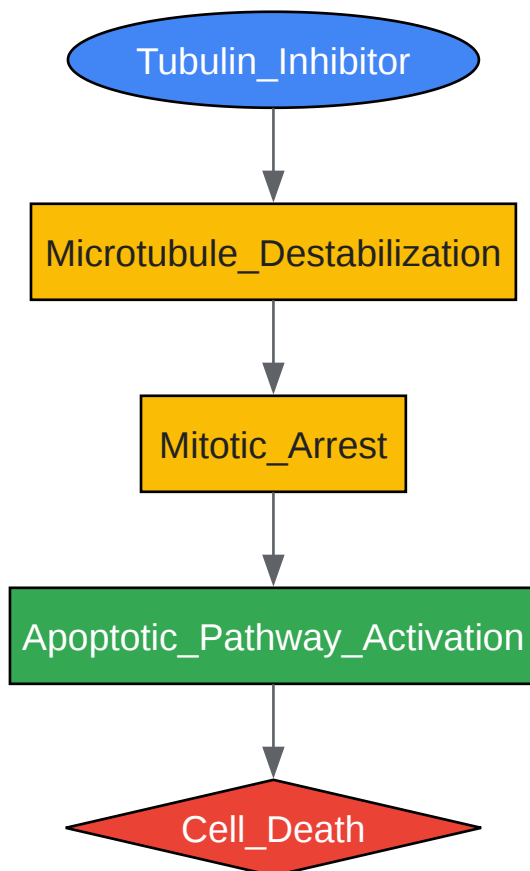 Tubulin_Inhibitor
Microtubule_Destabilization
Mitotic_Arrest
Apoptotic_Pathway_Activation
Cell_Death